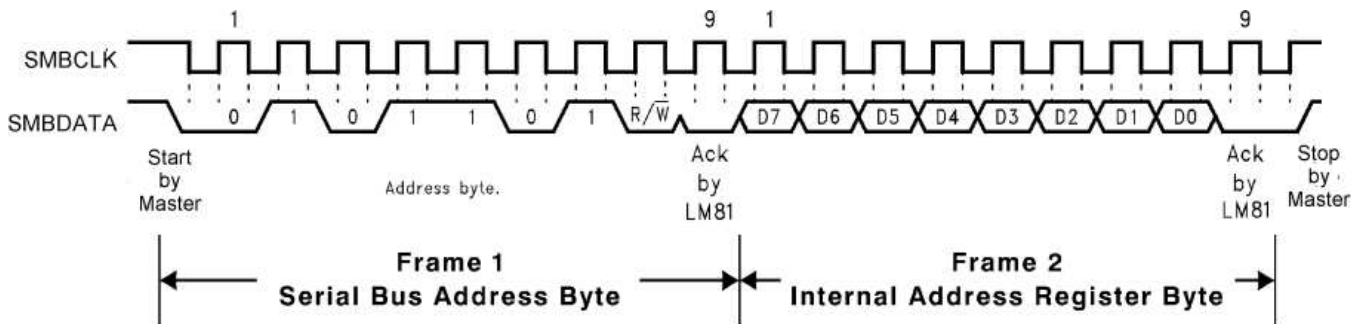 1 9 1 9
SMBCLK
SMBDATA 0 1 0 1 1 0 1 R/W̅ D7 D6 D5 D4 D3 D2 D1 D0
Start by Master
Address byte.
Ack by LM81
Ack by LM81
Stop by Master
Frame 1
Serial Bus Address Byte
Frame 2
Internal Address Register Byte